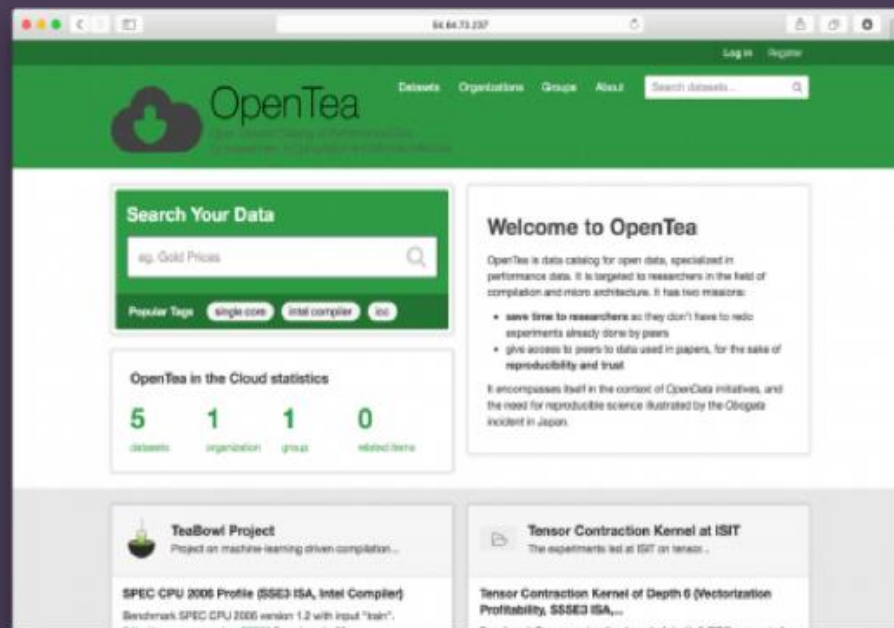 64.64.73.237
Log in Register
OpenTea
Datasets Organizations Groups About Search datasets...
Search Your Data
eg. Gold Prices
Popular Tags single core intel compiler icc
OpenTea in the Cloud statistics
5 1 1 0
datasets organization group related items
Welcome to OpenTea
OpenTea is data catalog for open data, specialized in
performance data. It is targeted to researchers in the field of
compilation and micro architecture. It has two missions:
save time to researchers so they don't have to redo
experiments already done by peers
give access to peers to data used in papers, for the sake of
reproducibility and trust
It encompasses itself in the context of OpenData initiatives, and
the need for reproducible science illustrated by the Obogata
incident in Japan.
TeaBowl Project
Project on machine-learning driven compilation...
SPEC CPU 2006 Profile (SSE3 ISA, Intel Compiler)
Benchmark SPEC CPU 2006 version 1.2 with input "train".
Tensor Contraction Kernel at ISIT
The experiments led at ISIT on tensor...
Tensor Contraction Kernel of Depth 6 (Vectorization
Profitability, SSSE3 ISA,...